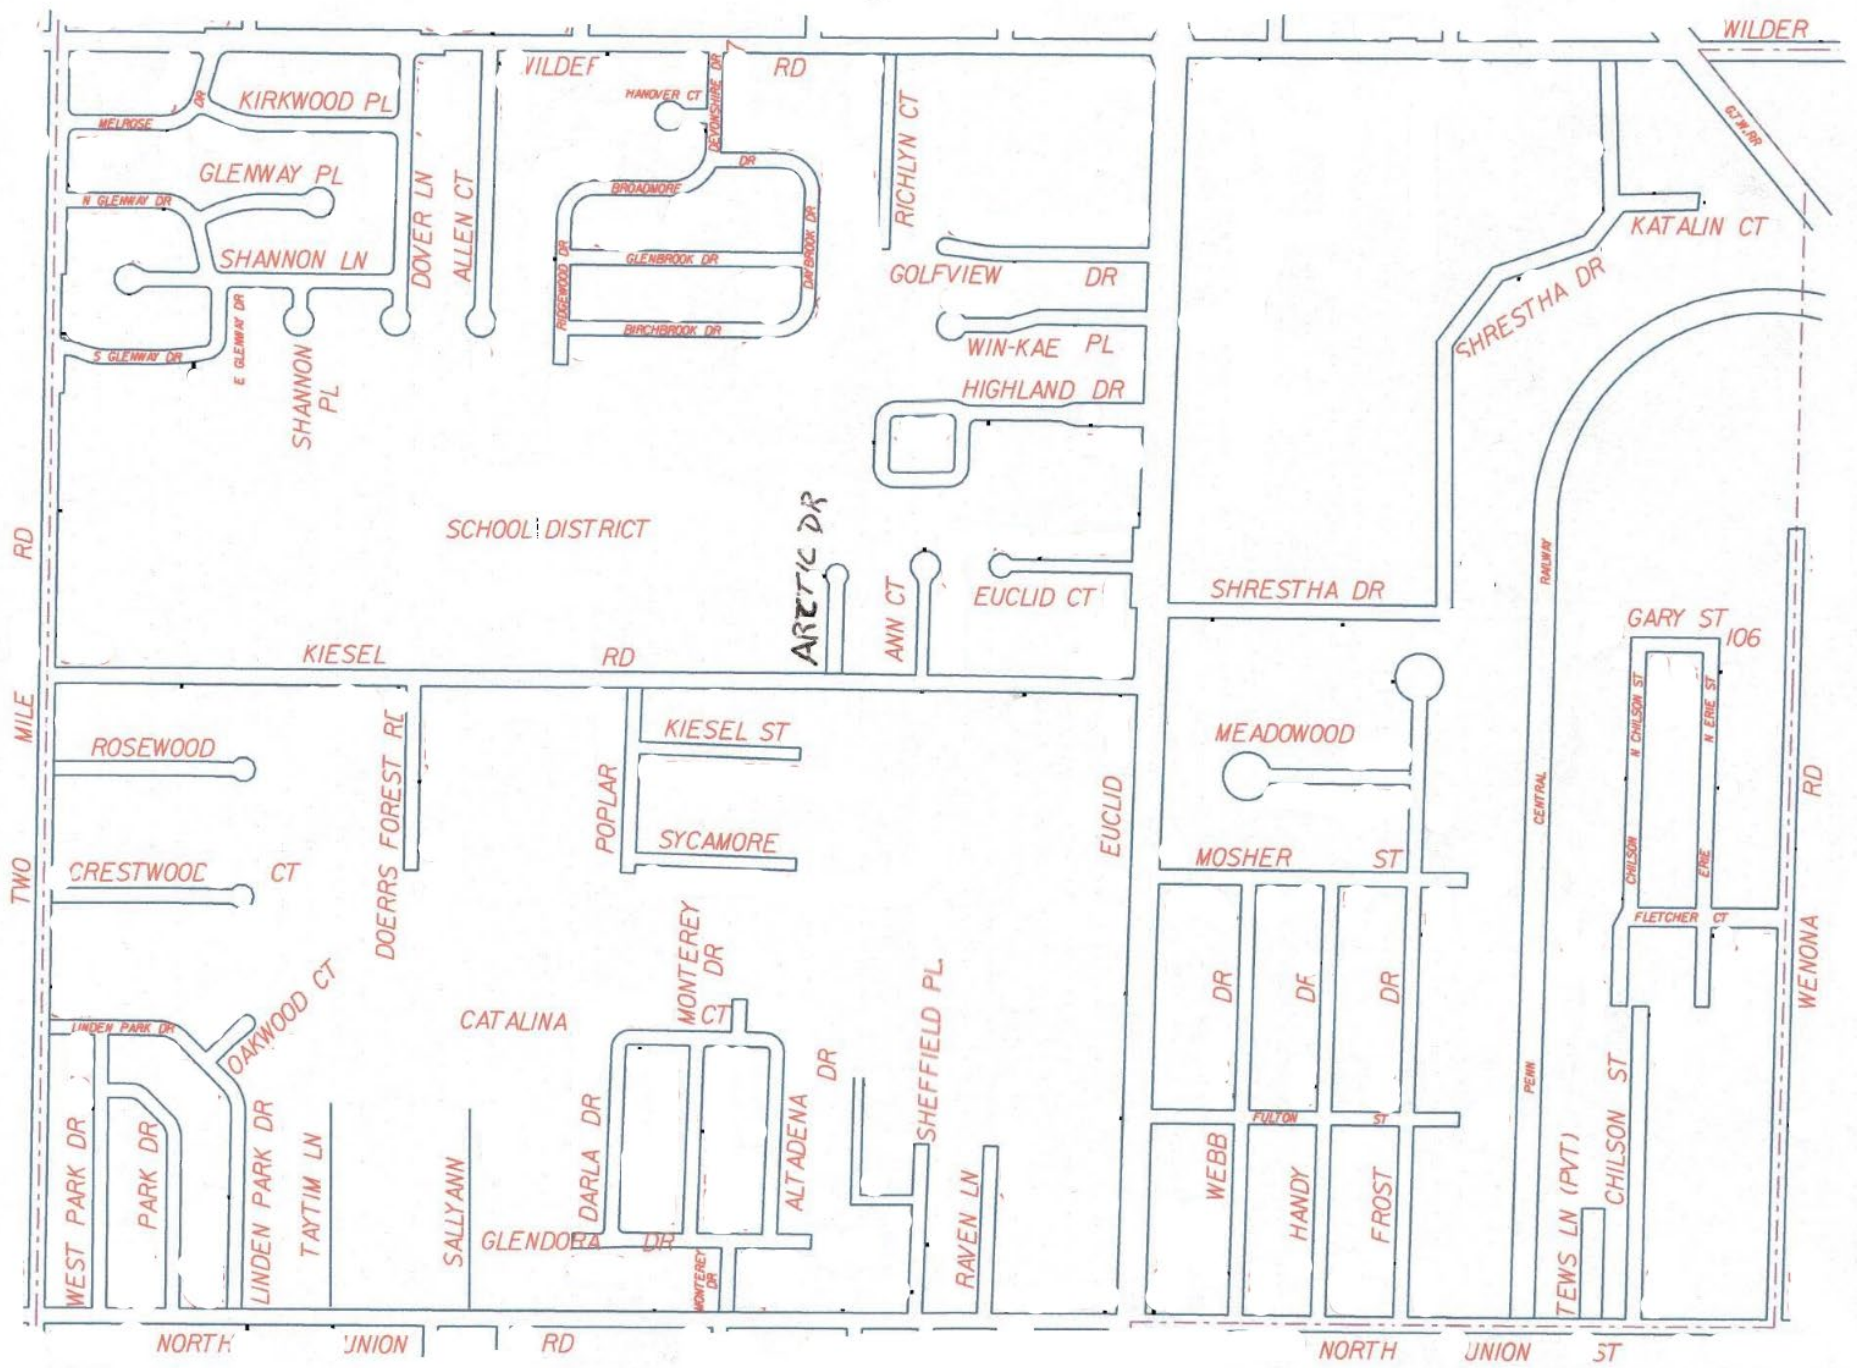 WILDER
VILDEF RD
KIRKWOOD PL
DR
MELROSE
HANOVER CT
DEVONSHIRE DR
RICHLYN CT
G.T.W.RR
GLENWAY PL
N GLENWAY DR
DOVER LN
ALLEN CT
BROADMORE DR
DAYBROOK DR
RIDGEWOOD DR
GLENBROOK DR
BIRCHBROOK DR
SHANNON LN
S GLENWAY DR
E GLENWAY DR
SHANNON
PL
GOLFVIEW DR
WIN-KAE PL
HIGHLAND DR
KATALIN CT
SHRESTHA DR
SCHOOL DISTRICT
ARCTIC DR
ANN CT
EUCLID CT
SHRESTHA DR
KIESEL RD
TWO MILE RD
ROSEWOOD
CRESTWOOD CT
DOERRS FOREST RD
KIESEL ST
POPLAR
SYCAMORE
EUCLID
MEADOWOOD
MOSHER ST
PENN CENTRAL RAILWAY
GARY ST
106
N CHILSON ST
N ERIE ST
CHILSON
ERIE
FLETCHER CT
WENONA RD
LINDEN PARK DR
OAKWOOD CT
CATALINA
MONTEREY
DR
CT
SHEFFIELD PL.
WEST PARK DR
PARK DR
LINDEN PARK DR
TAYTIM LN
SALLYANN
DARLA DR
ALTADENA DR
GLENDORA DR
MONTEREY
DR
RAVEN LN
WEBB DR
HANDY DF
FROST DR
FULTON ST
TEWS LN (PVT)
CHILSON ST
NORTH UNION RD
NORTH UNION ST